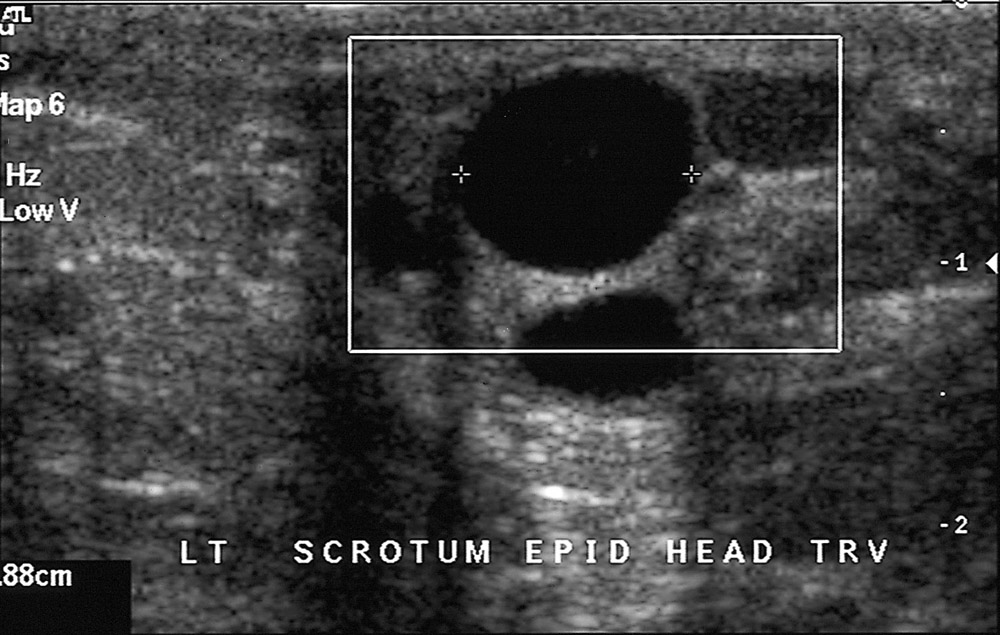 ATL
s
Map 6
Hz
Low V
-1
-2
LT SCROTUM EPID HEAD TRV
.88cm